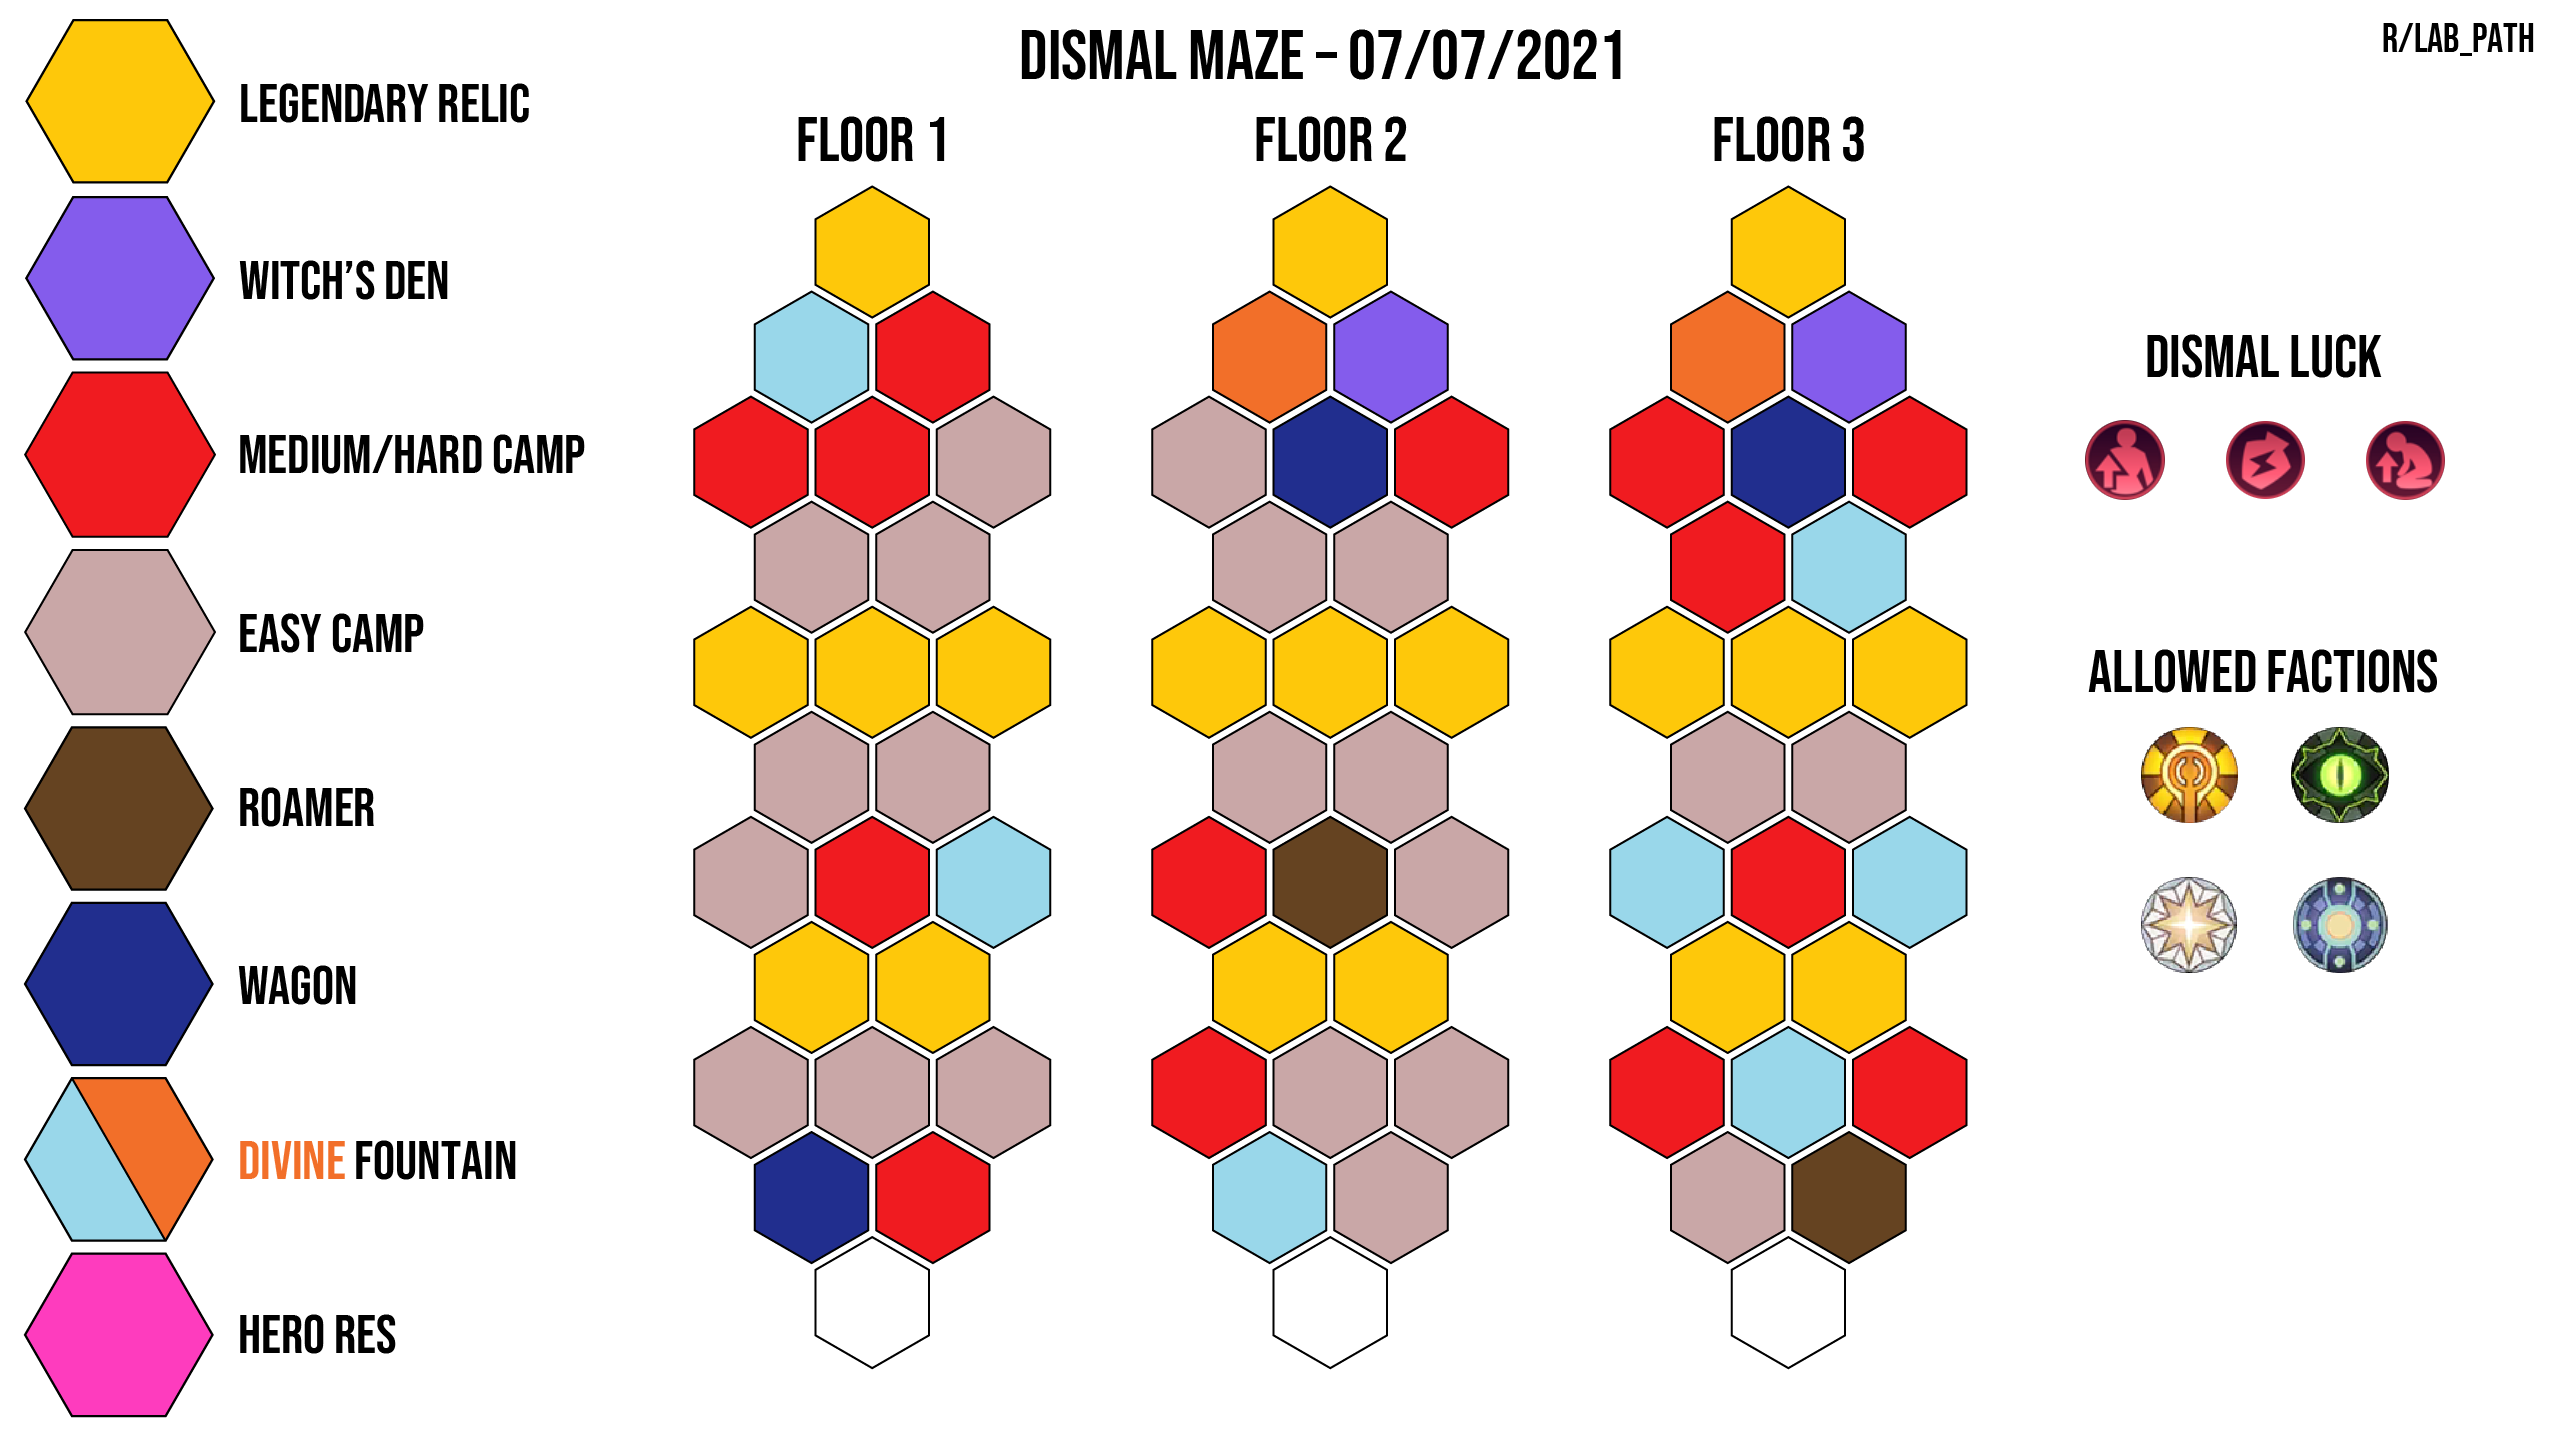 DISMAL MAZE – 07/07/2021
R/LAB_PATH
LEGENDARY RELIC
WITCH'S DEN
MEDIUM/HARD CAMP
EASY CAMP
ROAMER
WAGON
DIVINE FOUNTAIN
HERO RES
FLOOR 1
FLOOR 2
FLOOR 3
DISMAL LUCK
ALLOWED FACTIONS